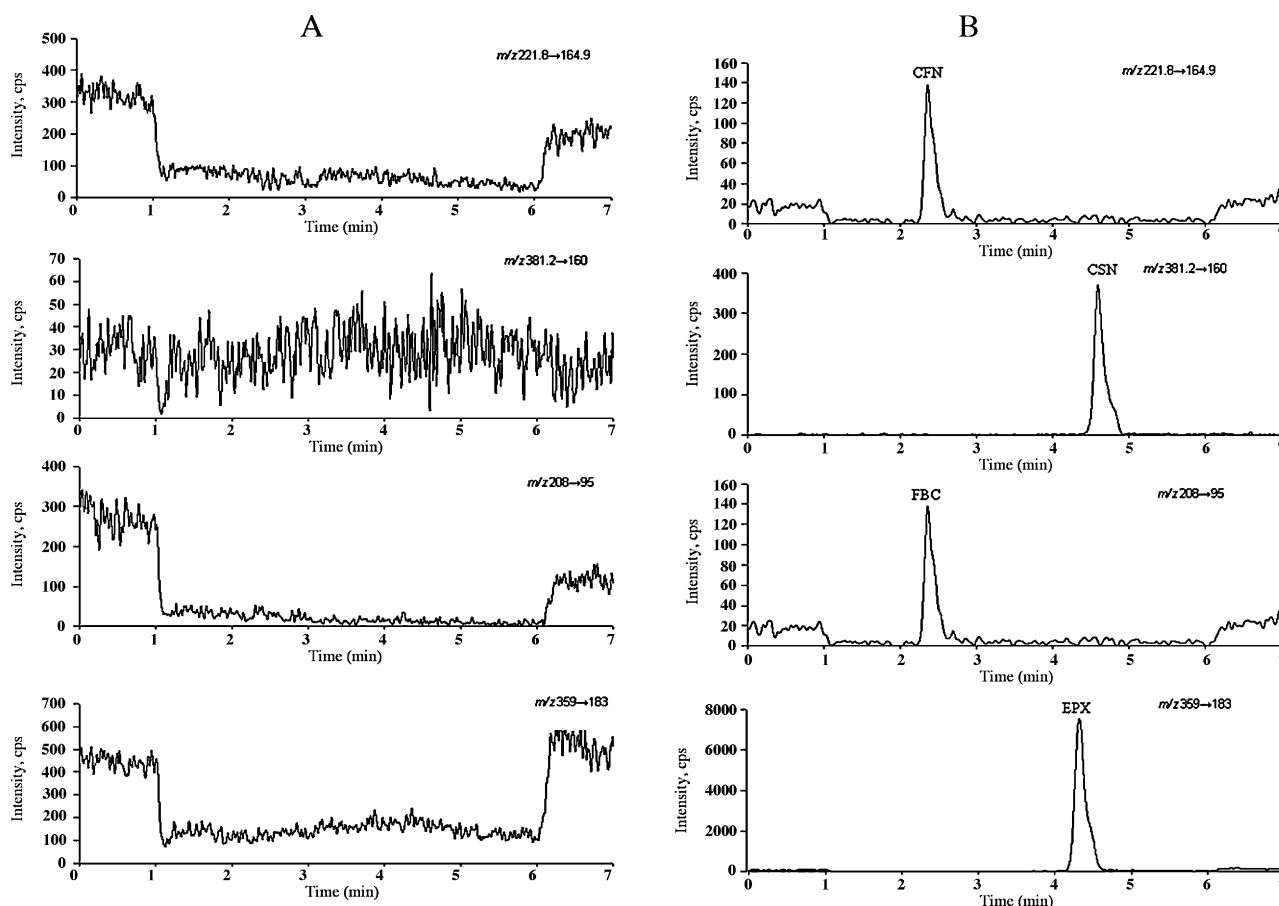 A
Intensity, cps
500
400
300
200
100
0
m/z221.8→164.9
0 1 2 3 4 5 6 7
Time (min)
Intensity, cps
70
60
50
40
30
20
10
0
m/z381.2→160
0 1 2 3 4 5 6 7
Time (min)
Intensity, cps
400
300
200
100
0
m/z208→95
0 1 2 3 4 5 6 7
Time (min)
Intensity, cps
700
600
500
400
300
200
100
0
m/z359→183
0 1 2 3 4 5 6 7
Time (min)
B
Intensity, cps
160
140
120
100
80
60
40
20
0
CFN
m/z221.8→164.9
0 1 2 3 4 5 6 7
Time (min)
Intensity, cps
400
300
200
100
0
CSN
m/z381.2→160
0 1 2 3 4 5 6 7
Time (min)
Intensity, cps
160
140
120
100
80
60
40
20
0
FBC
m/z208→95
0 1 2 3 4 5 6 7
Time (min)
Intensity, cps
8000
6000
4000
2000
0
EPX
m/z359→183
0 1 2 3 4 5 6 7
Time (min)